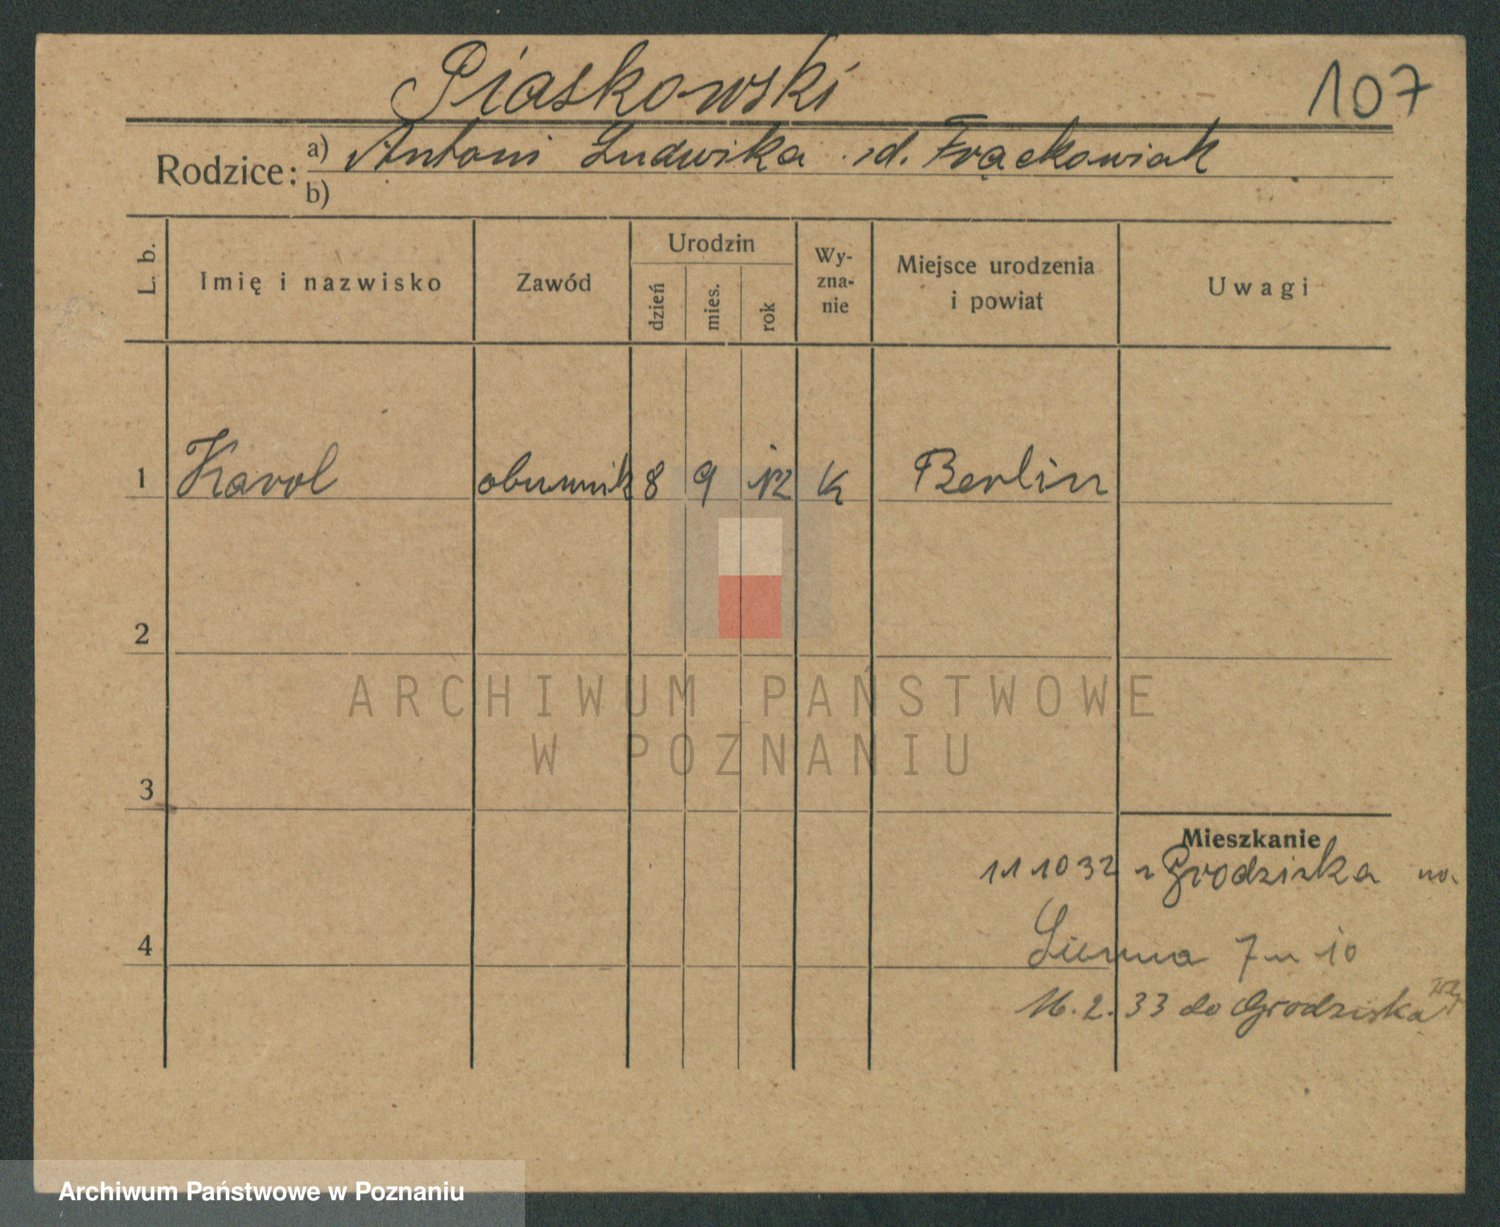 Piaskowski
107
Rodzice: a) Antoni Ludwika .id. Frąckowiak
b)
L. b.
Imię i nazwisko
Zawód
Urodzin
dzień
mies.
rok
Wy-
zna-
nie
Miejsce urodzenia
i powiat
Uwagi
1 Karol obuwnik 8 9 12 K Berlin
2
ARCHIWUM PAŃSTWOWE
W POZNANIU
3
Mieszkanie
11 10 32 z Grodziska na
4
Sienna 7 m 10
16.2.33 do Grodziska
Archiwum Państwowe w Poznaniu